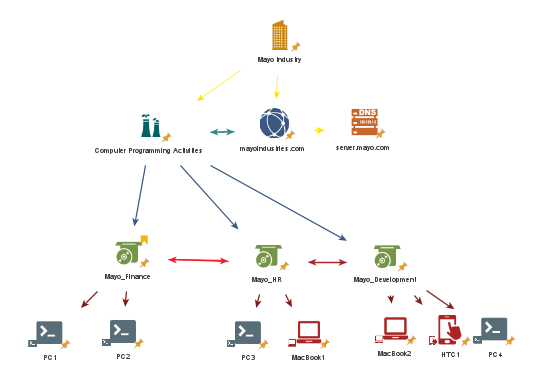 Mayo Industry
DNS
Computer Programming Activities
mayoindustries.com
server.mayo.com
Mayo_Finance
Mayo_HR
Mayo_Development
PC1
PC2
PC3
MacBook1
MacBook2
HTC1
PC4